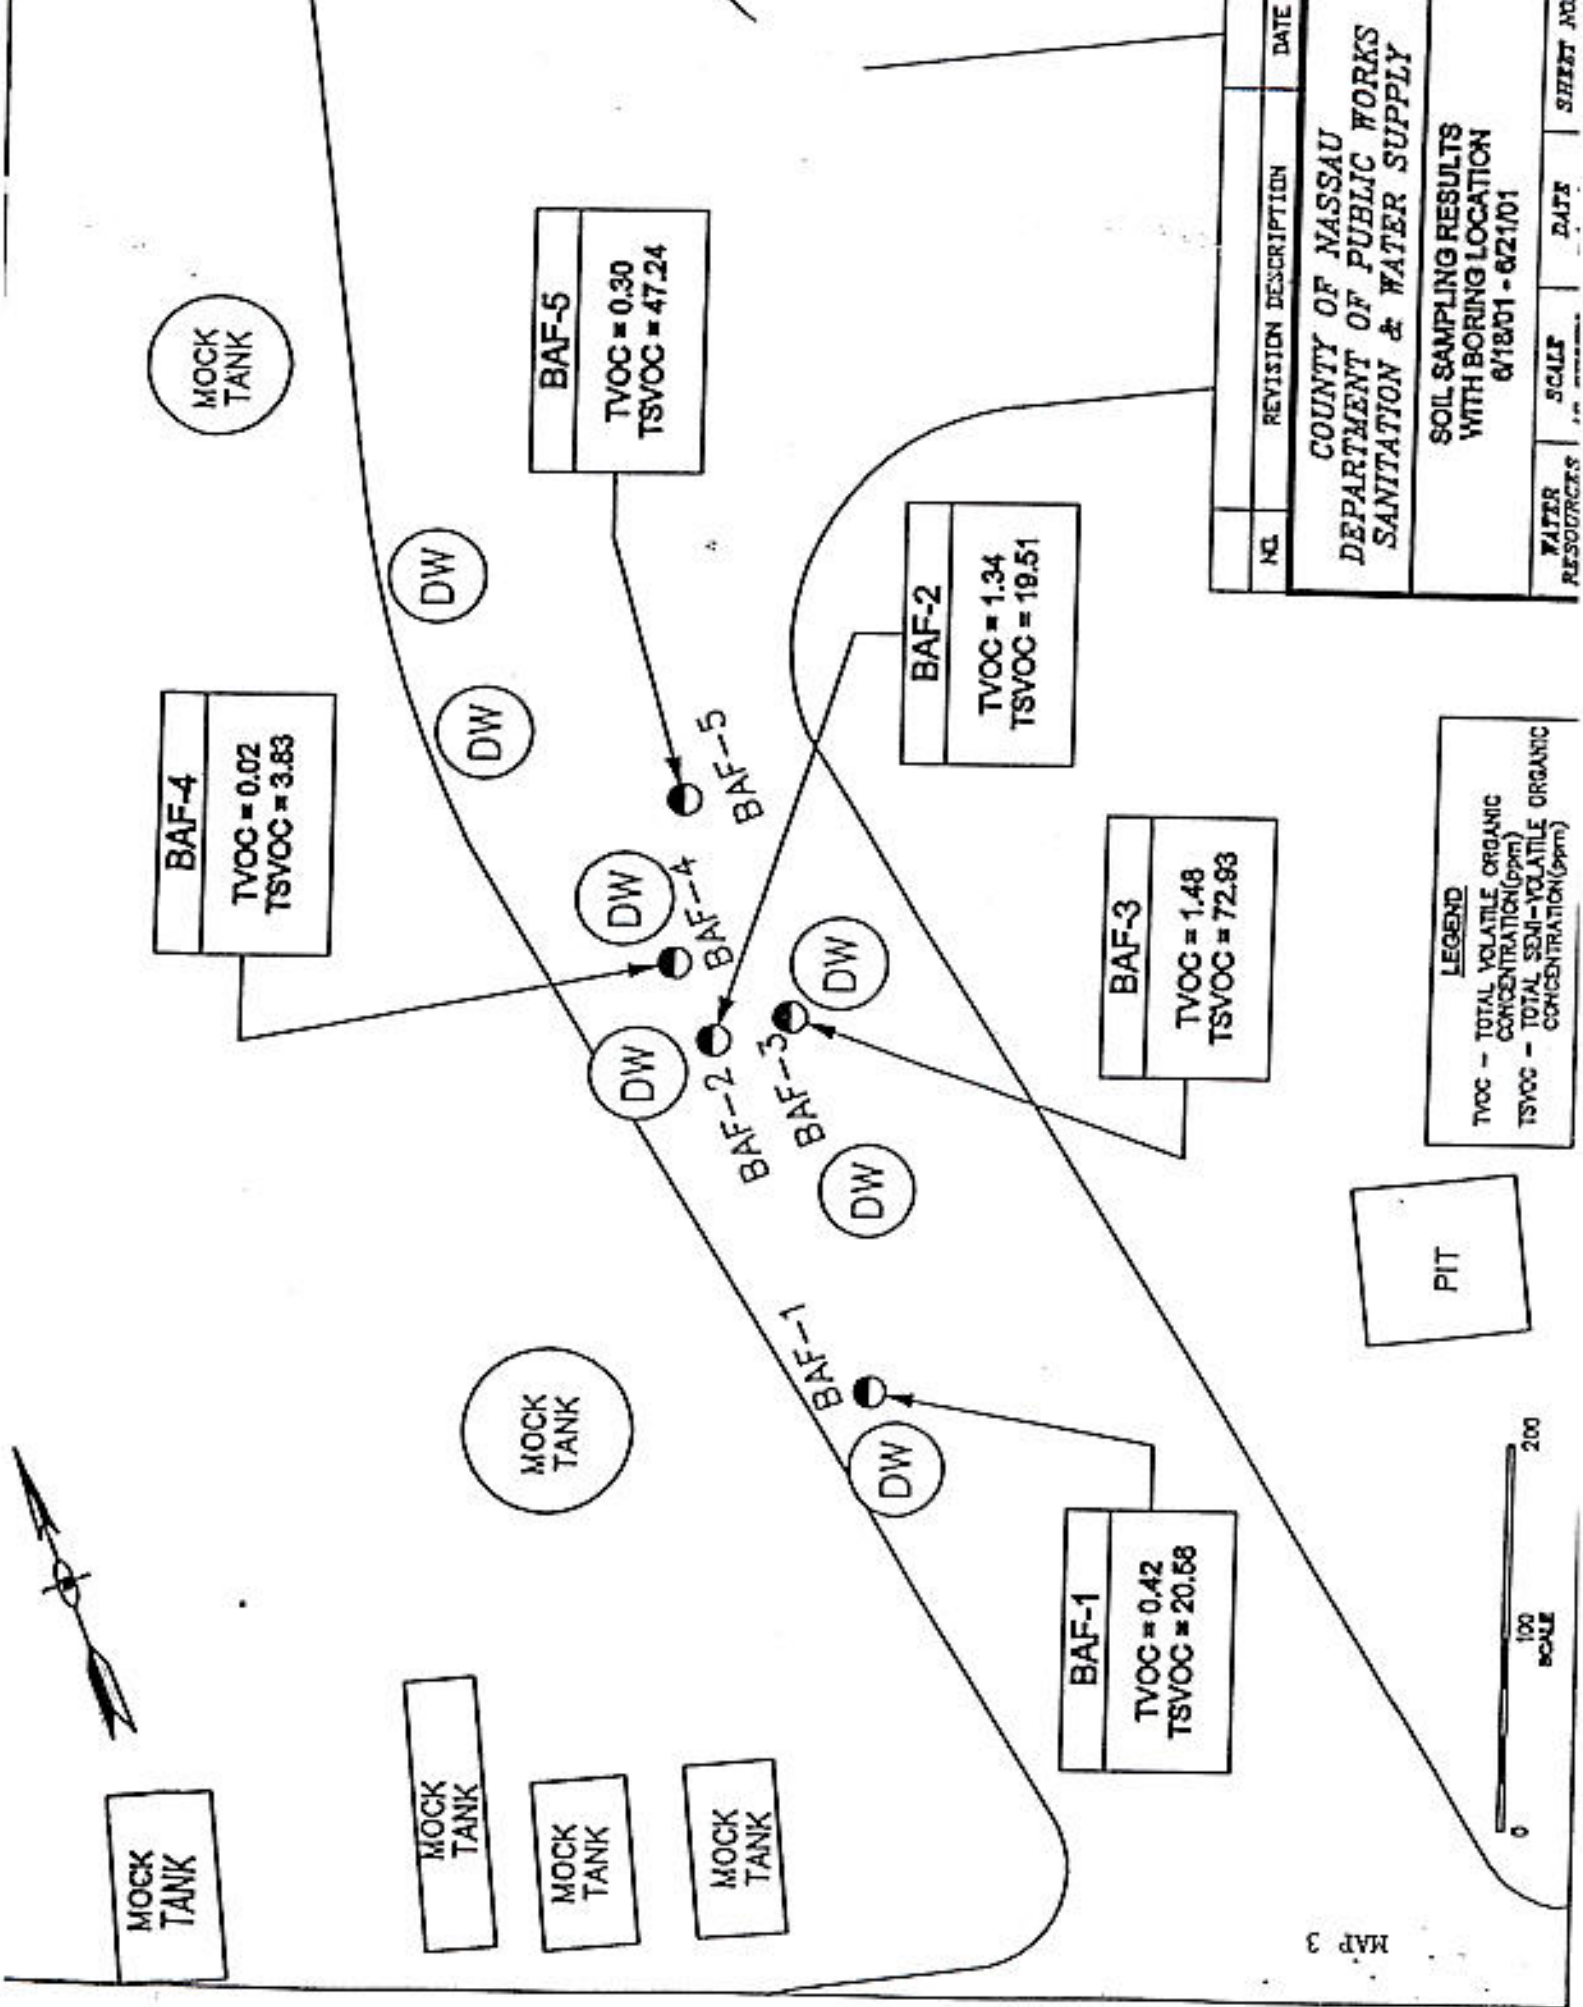 MOCK
TANK
MOCK
TANK
MOCK
TANK
MOCK
TANK
MOCK
TANK
MOCK
TANK
BAF-4
TVOC = 0.02
TSVOC = 3.83
BAF-5
TVOC = 0.30
TSVOC = 47.24
DW
DW
DW
DW
DW
DW
DW
BAF-5
BAF-4
BAF-2
BAF-3
BAF-1
BAF-2
TVOC = 1.34
TSVOC = 19.51
BAF-3
TVOC = 1.48
TSVOC = 72.93
BAF-1
TVOC = 0.42
TSVOC = 20.58
PIT
LEGEND
TVOC - TOTAL VOLATILE ORGANIC
CONCENTRATION(ppm)
TSVOC - TOTAL SEMI-VOLATILE ORGANIC
CONCENTRATION(ppm)
0 100 200
SCALE
MAP 3
NO. REVISION DESCRIPTION DATE
COUNTY OF NASSAU
DEPARTMENT OF PUBLIC WORKS
SANITATION & WATER SUPPLY
SOIL SAMPLING RESULTS
WITH BORING LOCATION
6/18/01 - 6/21/01
WATER
RESOURCES
SCALE
DATE
SHEET NO.